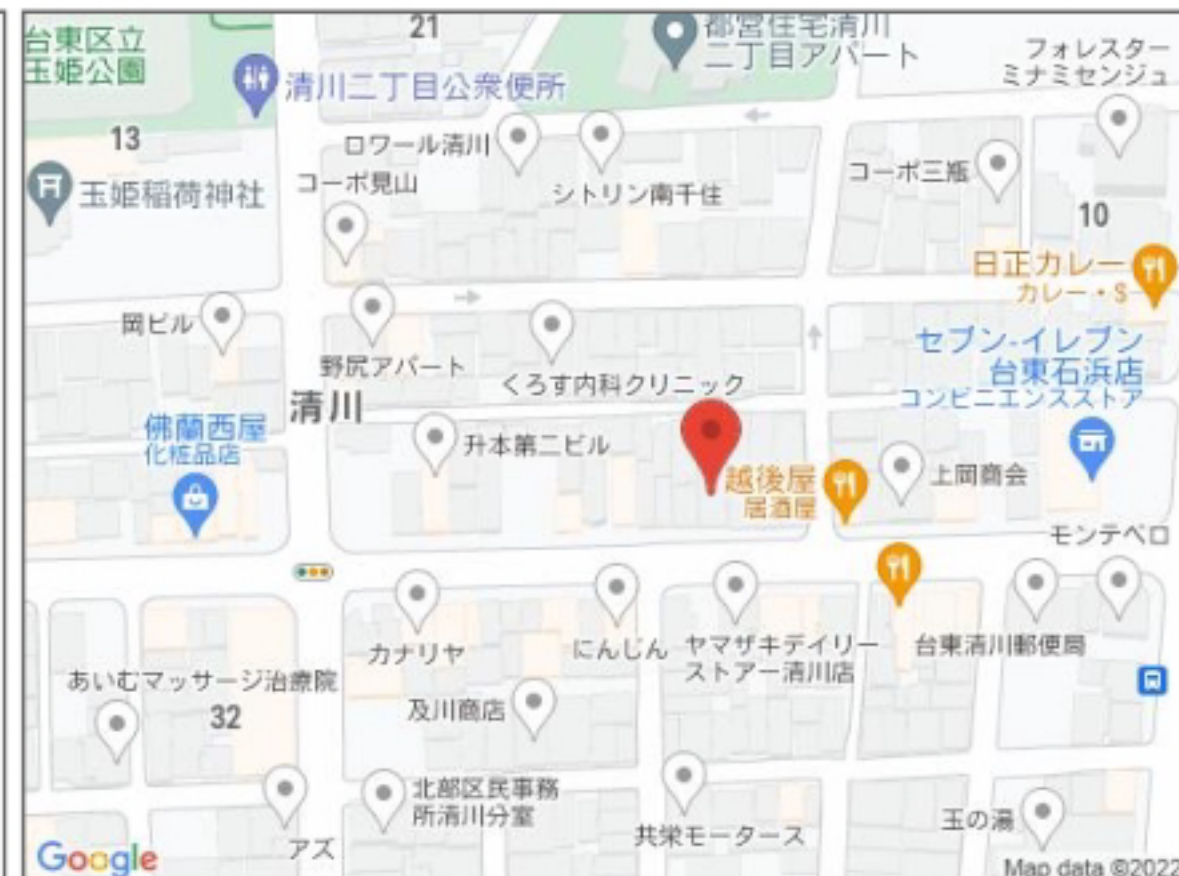 台東区立
玉姫公園
21
都営住宅清川
二丁目アパート
フォレスター
ミナミセンジュ
清川二丁目公衆便所
13
ロワール清川
コーポ見山
シトリン南千住
コーポ三瓶
玉姫稲荷神社
10
日正カレー
カレー・$
岡ビル
野尻アパート
くろす内科クリニック
セブン-イレブン
台東石浜店
コンビニエンスストア
清川
佛蘭西屋
化粧品店
升本第二ビル
越後屋
居酒屋
上岡商会
モンテベロ
カナリヤ
にんじん
ヤマザキデイリー
ストアー清川店
台東清川郵便局
あいむマッサージ治療院
32
及川商店
北部区民事務
所清川分室
アズ
共栄モータース
玉の湯
Google
Map data ©2022